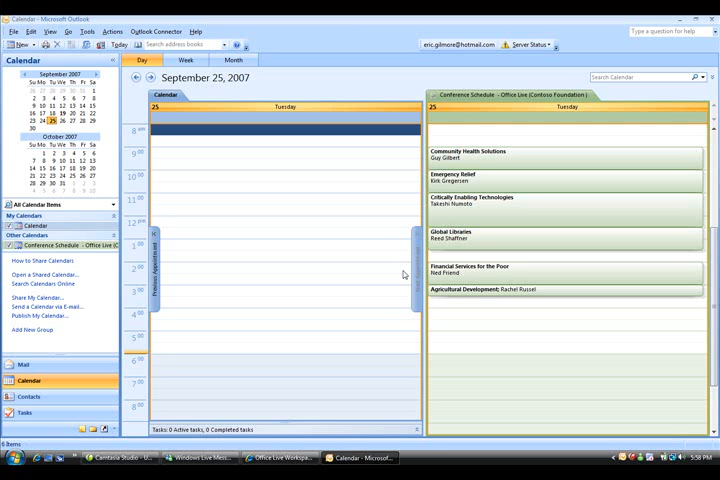 Calendar - Microsoft Outlook
File Edit View Go Tools Actions Outlook Connector Help
Type a question for help
New Today Search address books
eric.gilmore@hotmail.com Server Status
Calendar
Day Week Month
September 25, 2007
Search Calendar
September 2007
Su Mo Tu We Th Fr Sa
26 27 28 29 30 31 1
2 3 4 5 6 7 8
9 10 11 12 13 14 15
16 17 18 19 20 21 22
23 24 25 26 27 28 29
30
October 2007
1 2 3 4 5 6
7 8 9 10 11 12 13
14 15 16 17 18 19 20
21 22 23 24 25 26 27
28 29 30 31 1 2 3
4 5 6 7 8 9 10
All Calendar Items
My Calendars
Calendar
Other Calendars
Conference Schedule - Office Live (C
How to Share Calendars
Open a Shared Calendar...
Search Calendars Online
Share My Calendar...
Send a Calendar via E-mail...
Publish My Calendar...
Add New Group
Mail
Calendar
Contacts
Tasks
Calendar
25 Tuesday
8 am
9 00
10 00
11 00
12 pm
1 00
2 00
3 00
4 00
5 00
6 00
7 00
8 00
Previous Appointment
Next Appointment
Tasks: 0 Active tasks, 0 Completed tasks
Conference Schedule - Office Live (Contoso Foundation )
25 Tuesday
Community Health Solutions
Guy Gilbert
Emergency Relief
Kirk Gregersen
Critically Enabling Technologies
Takeshi Numoto
Global Libraries
Reed Shaffner
Financial Services for the Poor
Ned Friend
Agricultural Development; Rachel Russel
6 Items
Camtasia Studio - U...
Windows Live Mess...
Office Live Workspa...
Calendar - Microsof...
5:38 PM